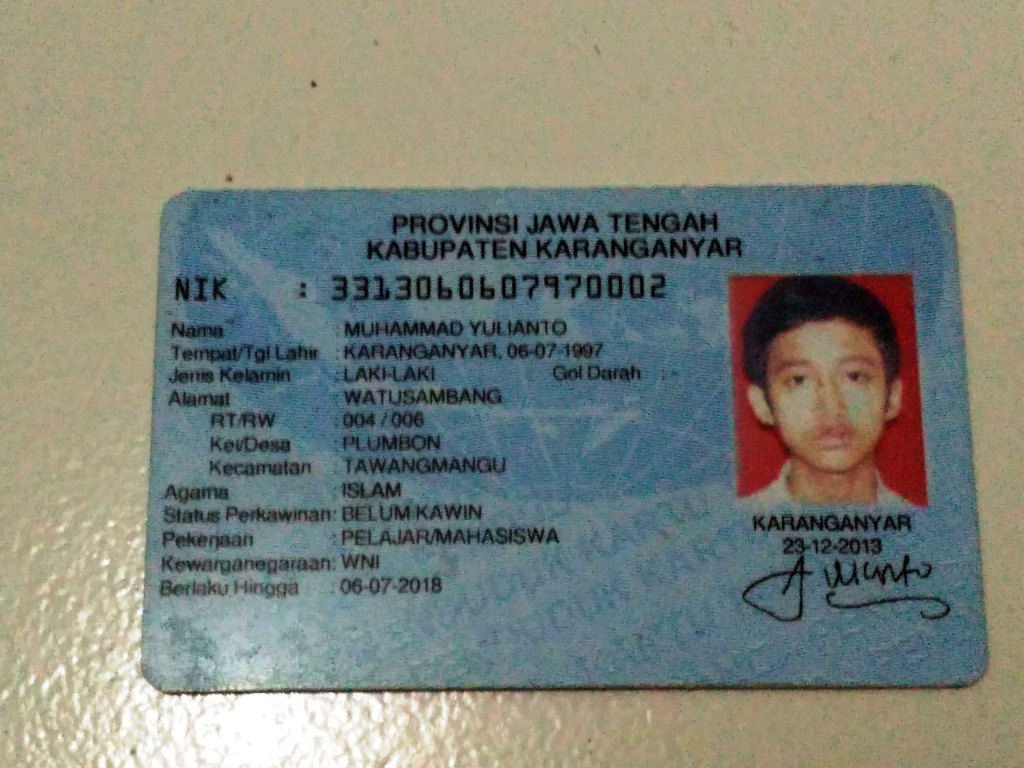 PROVINSI JAWA TENGAH
KABUPATEN KARANGANYAR
NIK : 3313060607970002
Nama : MUHAMMAD YULIANTO
Tempat/Tgl Lahir : KARANGANYAR, 06-07-1997
Jenis Kelamin : LAKI-LAKI Gol Darah : -
Alamat : WATUSAMBANG
RT/RW : 004 / 006
Kel/Desa : PLUMBON
Kecamatan : TAWANGMANGU
Agama : ISLAM
Status Perkawinan: BELUM KAWIN
Pekerjaan : PELAJAR/MAHASISWA
Kewarganegaraan: WNI
Berlaku Hingga : 06-07-2018
KARANGANYAR
23-12-2013